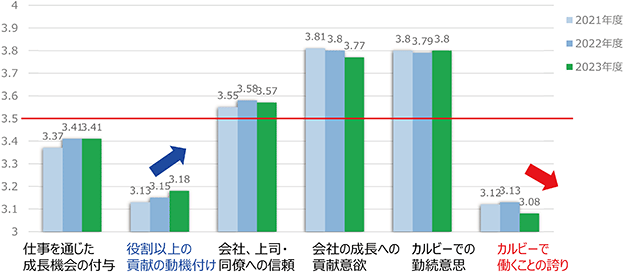 4
3.9
3.8
3.7
3.6
3.5
3.4
3.3
3.2
3.1
3
2021年度
2022年度
2023年度
3.37 3.41 3.41
3.13 3.15 3.18
3.55 3.58 3.57
3.81 3.8 3.77
3.8 3.79 3.8
3.12 3.13 3.08
仕事を通じた
成長機会の付与
役割以上の
貢献の動機付け
会社、上司・
同僚への信頼
会社の成長への
貢献意欲
カルビーでの
勤続意思
カルビーで
働くことの誇り